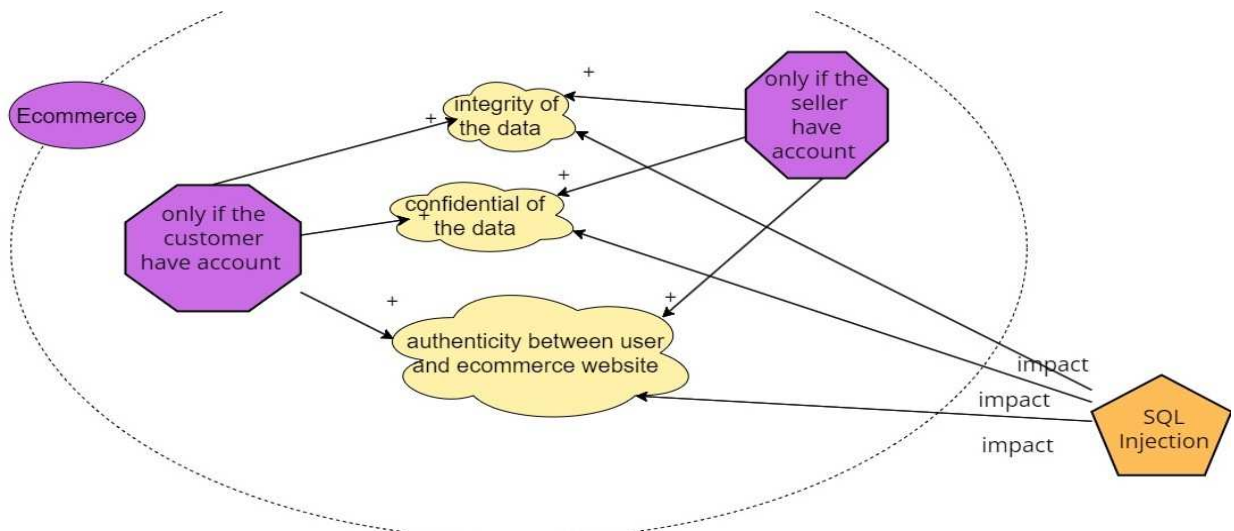 Ecommerce
+
integrity of
the data
+
only if the
seller
have
account
+
confidential of
the data
+
only if the
customer
have account
+
authenticity between user
and ecommerce website
+
impact
impact
impact
SQL
Injection